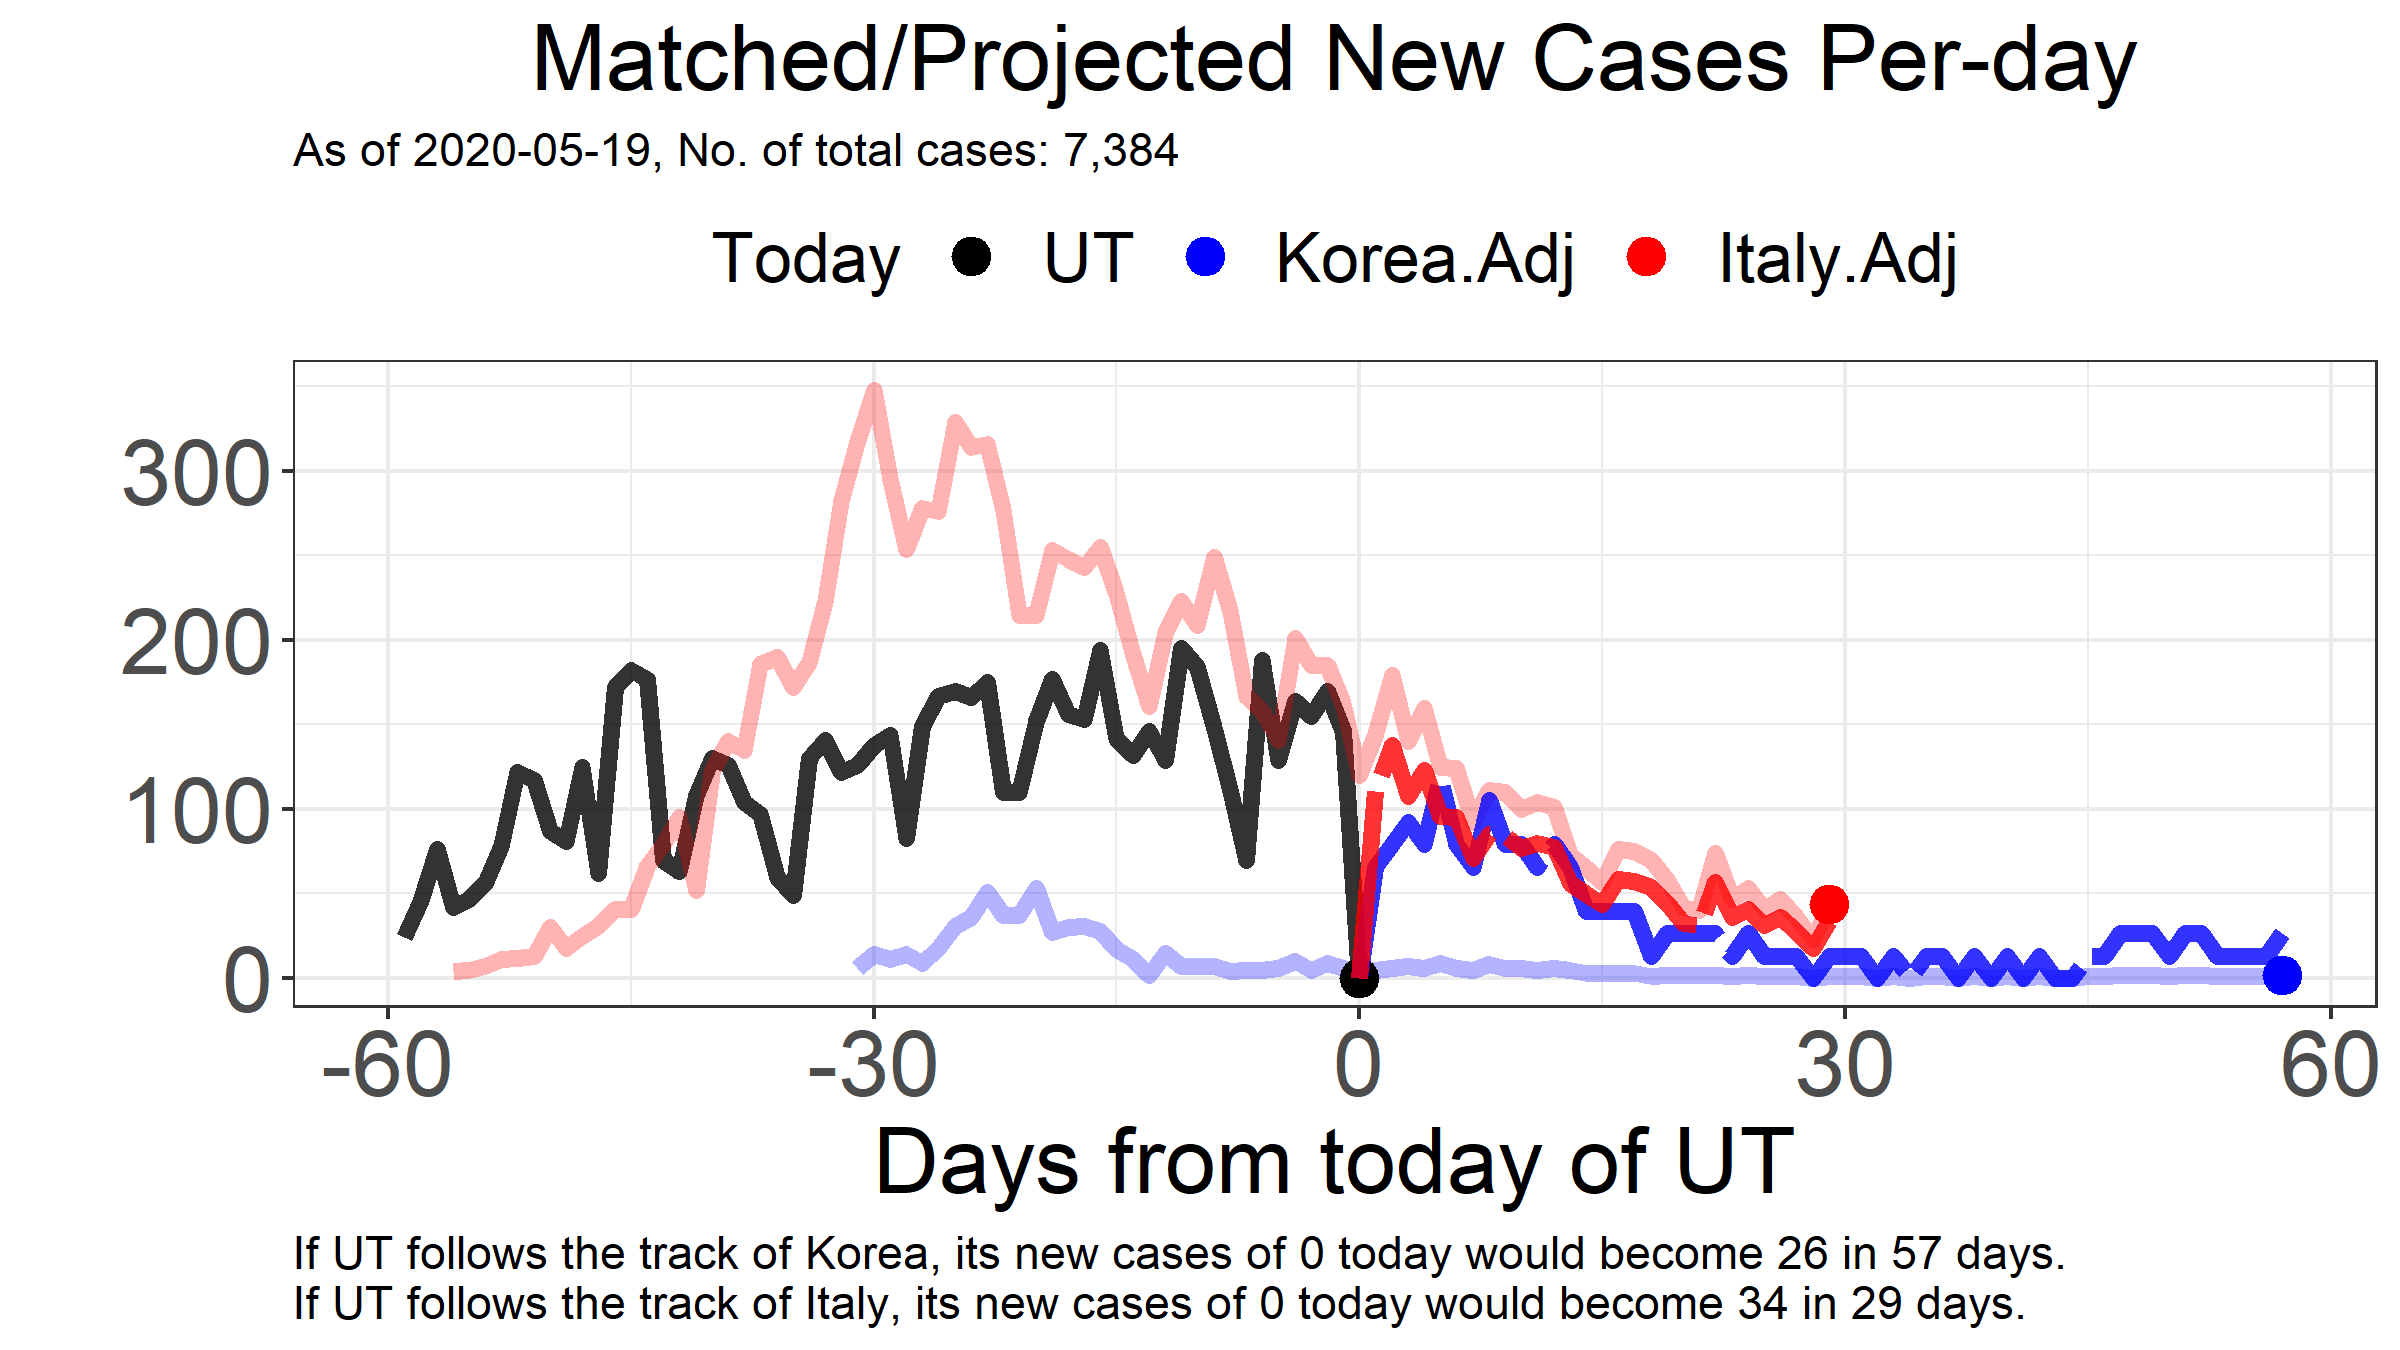 Matched/Projected New Cases Per-day
As of 2020-05-19, No. of total cases: 7,384
Today UT Korea.Adj Italy.Adj
300
200
100
0
-60 -30 0 30 60
Days from today of UT
If UT follows the track of Korea, its new cases of 0 today would become 26 in 57 days.
If UT follows the track of Italy, its new cases of 0 today would become 34 in 29 days.